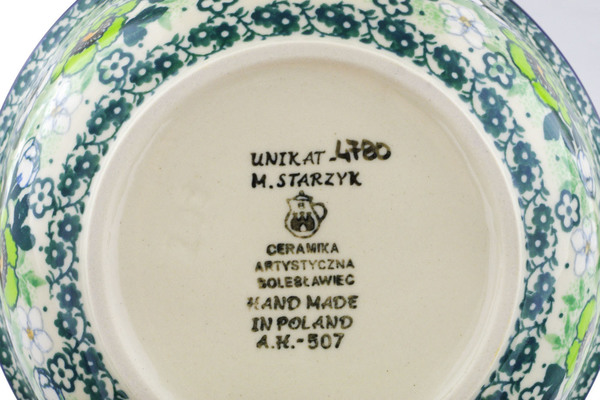 UNIKAT-4780
M. STARZYK
CERAMIKA
ARTYSTYCZNA
BOLESŁAWIEC
HAND MADE
IN POLAND
A.H.-507